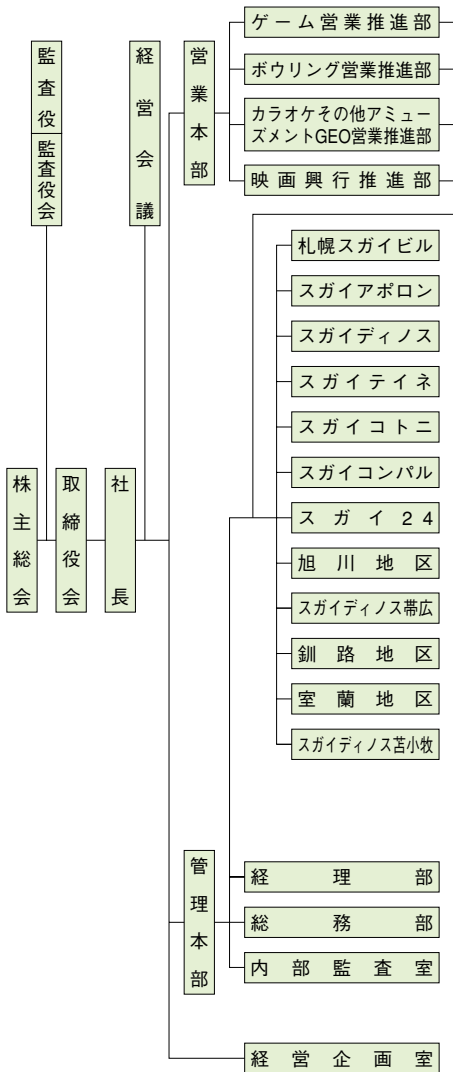 株主総会
監査役
監査役会
取締役会
社長
経営会議
営業本部
ゲーム営業推進部
ボウリング営業推進部
カラオケその他アミュー
ズメントGEO営業推進部
映画興行推進部
札幌スガイビル
スガイアポロン
スガイディノス
スガイテイネ
スガイコトニ
スガイコンパル
スガイ24
旭川地区
スガイディノス帯広
釧路地区
室蘭地区
スガイディノス苫小牧
管理本部
経理部
総務部
内部監査室
経営企画室